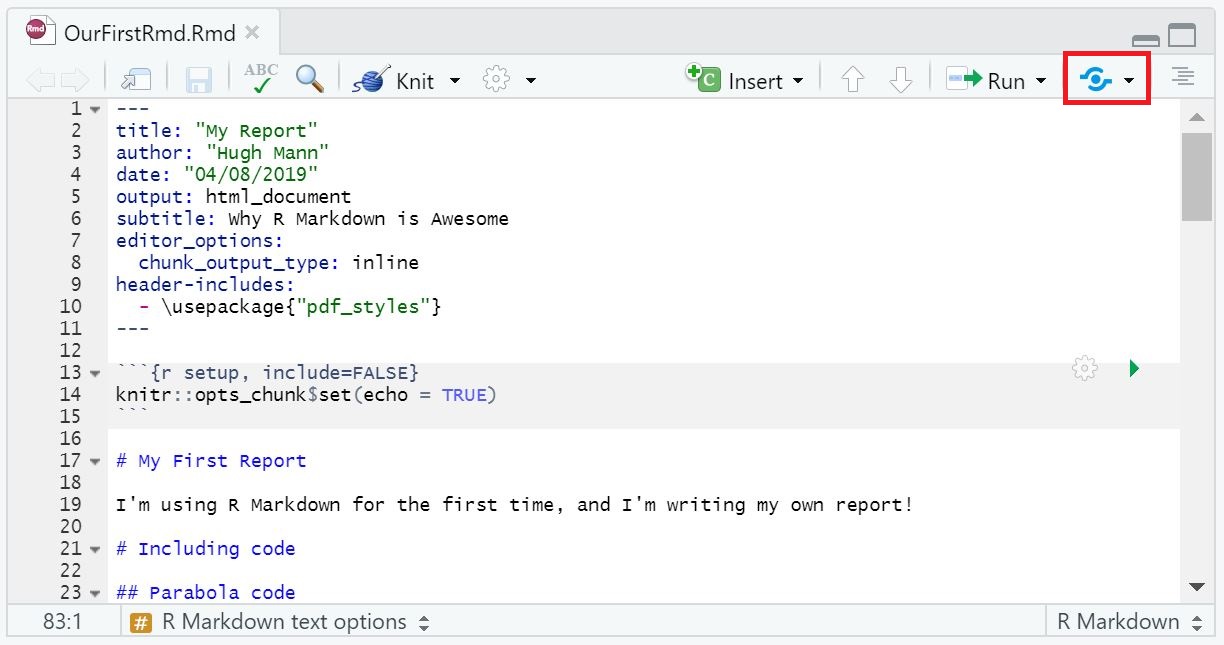 Rmd OurFirstRmd.Rmd
ABC Knit C Insert Run
1 ---
2 title: "My Report"
3 author: "Hugh Mann"
4 date: "04/08/2019"
5 output: html_document
6 subtitle: Why R Markdown is Awesome
7 editor_options:
8   chunk_output_type: inline
9 header-includes:
10   - \usepackage{"pdf_styles"}
11 ---
12
13 ```{r setup, include=FALSE}
14 knitr::opts_chunk$set(echo = TRUE)
15 ```
16
17 # My First Report
18
19 I'm using R Markdown for the first time, and I'm writing my own report!
20
21 # Including code
22
23 ## Parabola code
83:1 # R Markdown text options R Markdown